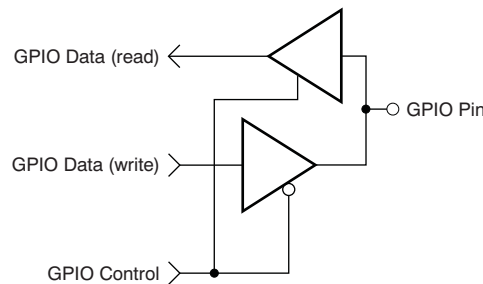 GPIO Data (read)
GPIO Pin
GPIO Data (write)
GPIO Control